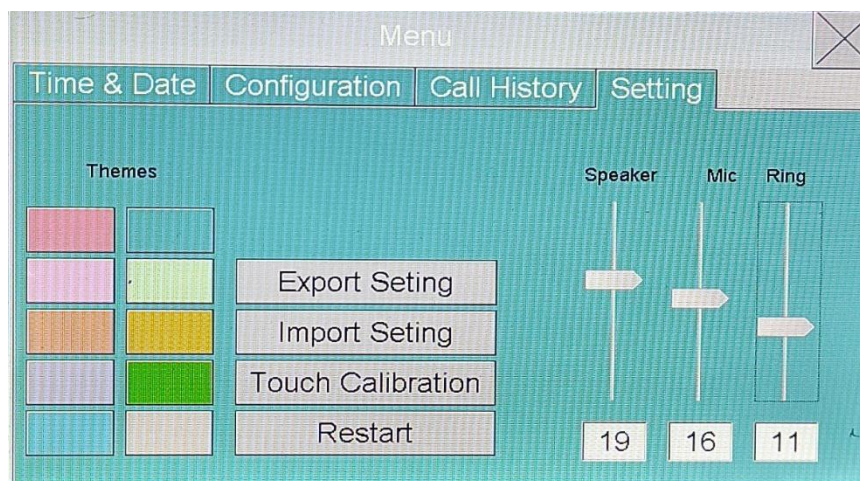 Menu
Time & Date Configuration Call History Setting
Themes Speaker Mic Ring
Export Seting
Import Seting
Touch Calibration
Restart
19 16 11